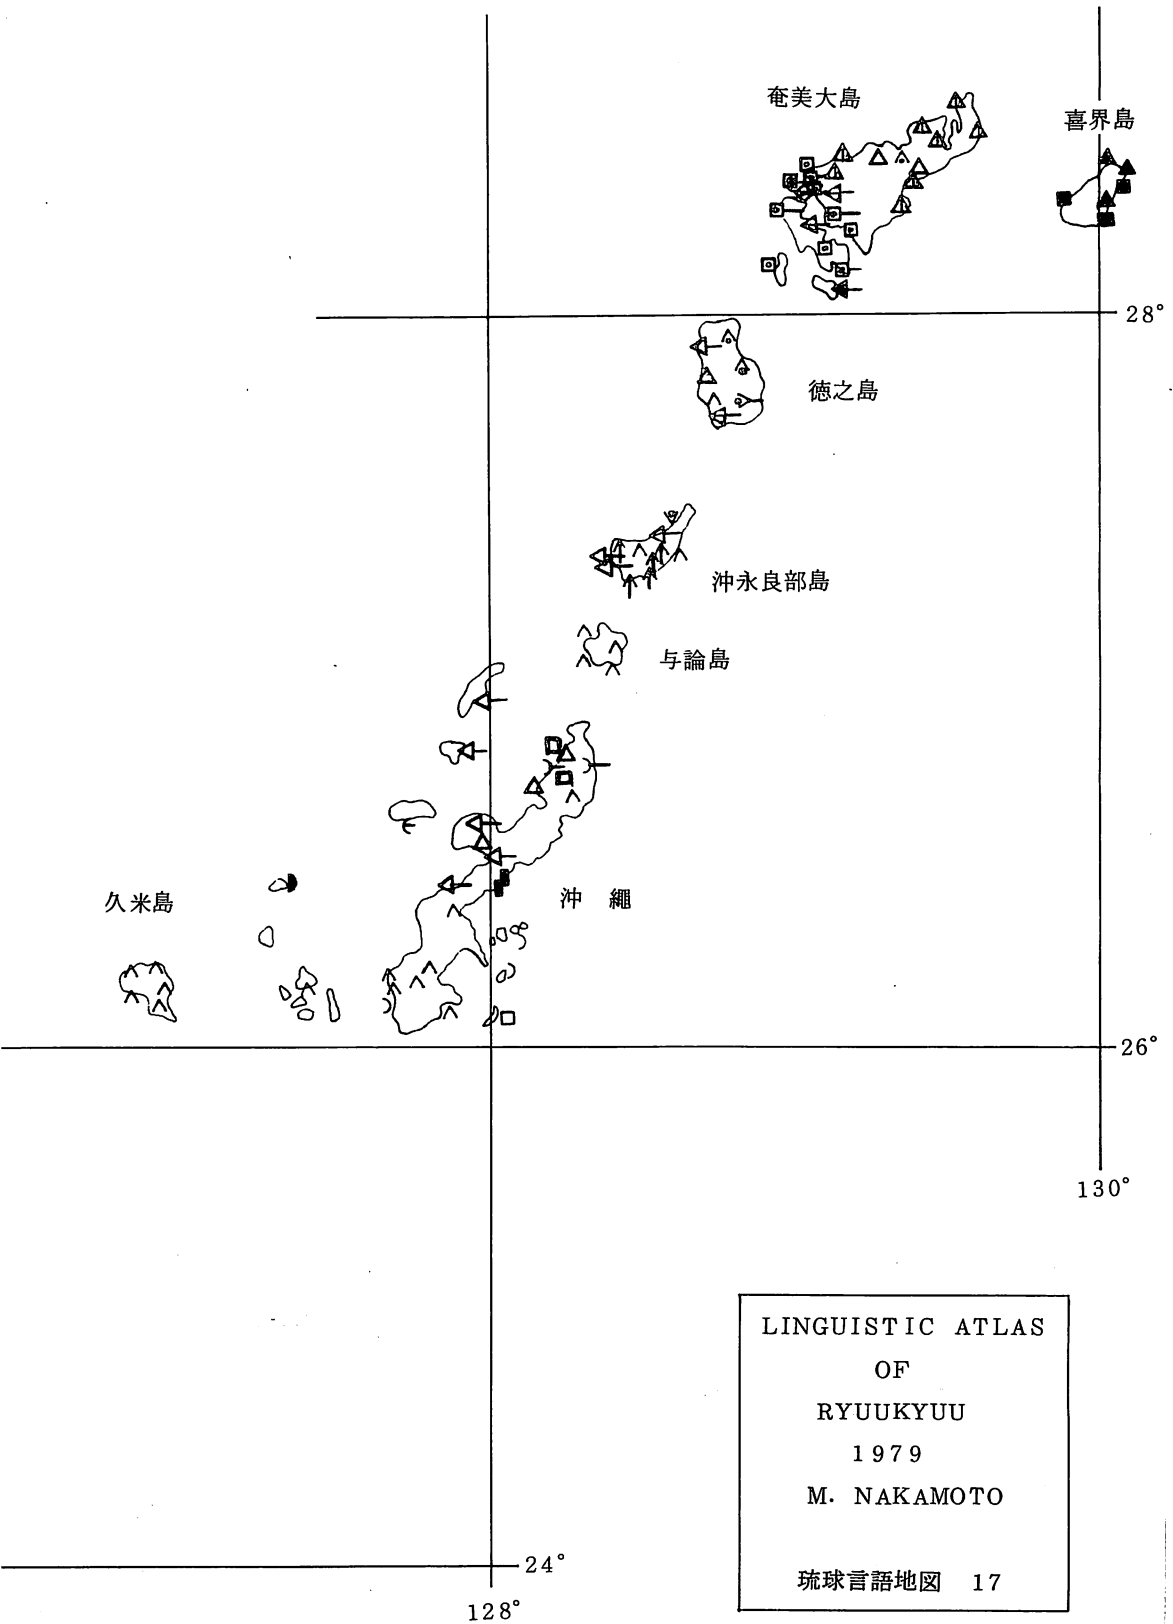 奄美大島
喜界島
28°
徳之島
沖永良部島
与論島
久米島
沖 繩
26°
130°
LINGUISTIC ATLAS
OF
RYUUKYUU
1979
M. NAKAMOTO
琉球言語地図 17
24°
128°